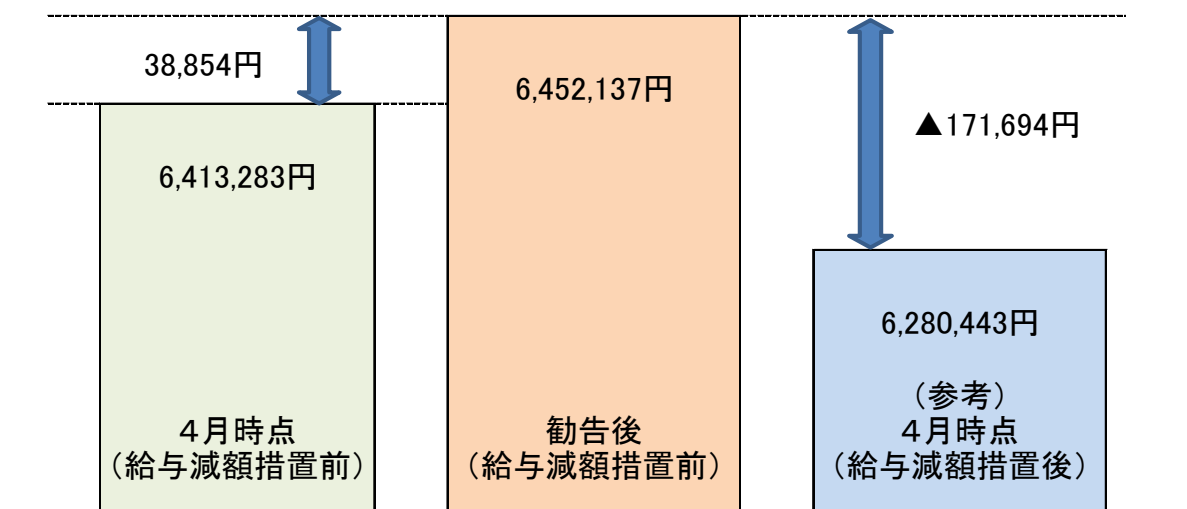 38,854円
6,413,283円
４月時点
（給与減額措置前）
6,452,137円
勧告後
（給与減額措置前）
▲171,694円
6,280,443円
（参考）
４月時点
（給与減額措置後）